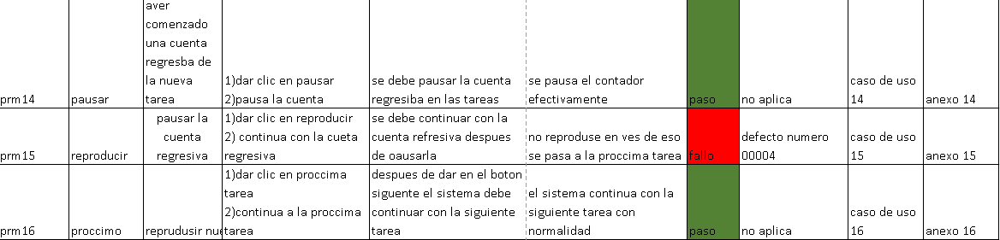 aver
comenzado
una cuenta
regresba de
la nueva
tarea
prm14
pausar
1)dar clic en pausar
2)pausa la cuenta
se debe pausar la cuenta
regresiba en las tareas
se pausa el contador
efectivamente
paso
no aplica
caso de uso
14
anexo 14
prm15
reproducir
pausar la
cuenta
regresiva
1)dar clic en reproducir
2) continua con la cueta
regresiva
se debe continuar con la
cuenta refresiva despues
de oausarla
no reproduse en ves de eso
se pasa a la proccima tarea
fallo
defecto numero
00004
caso de uso
15
anexo 15
prm16
proccimo
reprudusir nue
1)dar clic en proccima
tarea
2)continua a la proccima
tarea
despues de dar en el boton
siguente el sistema debe
continuar con la siguiente
tarea
el sistema continua con la
siguiente tarea con
normalidad
paso
no aplica
caso de uso
16
anexo 16